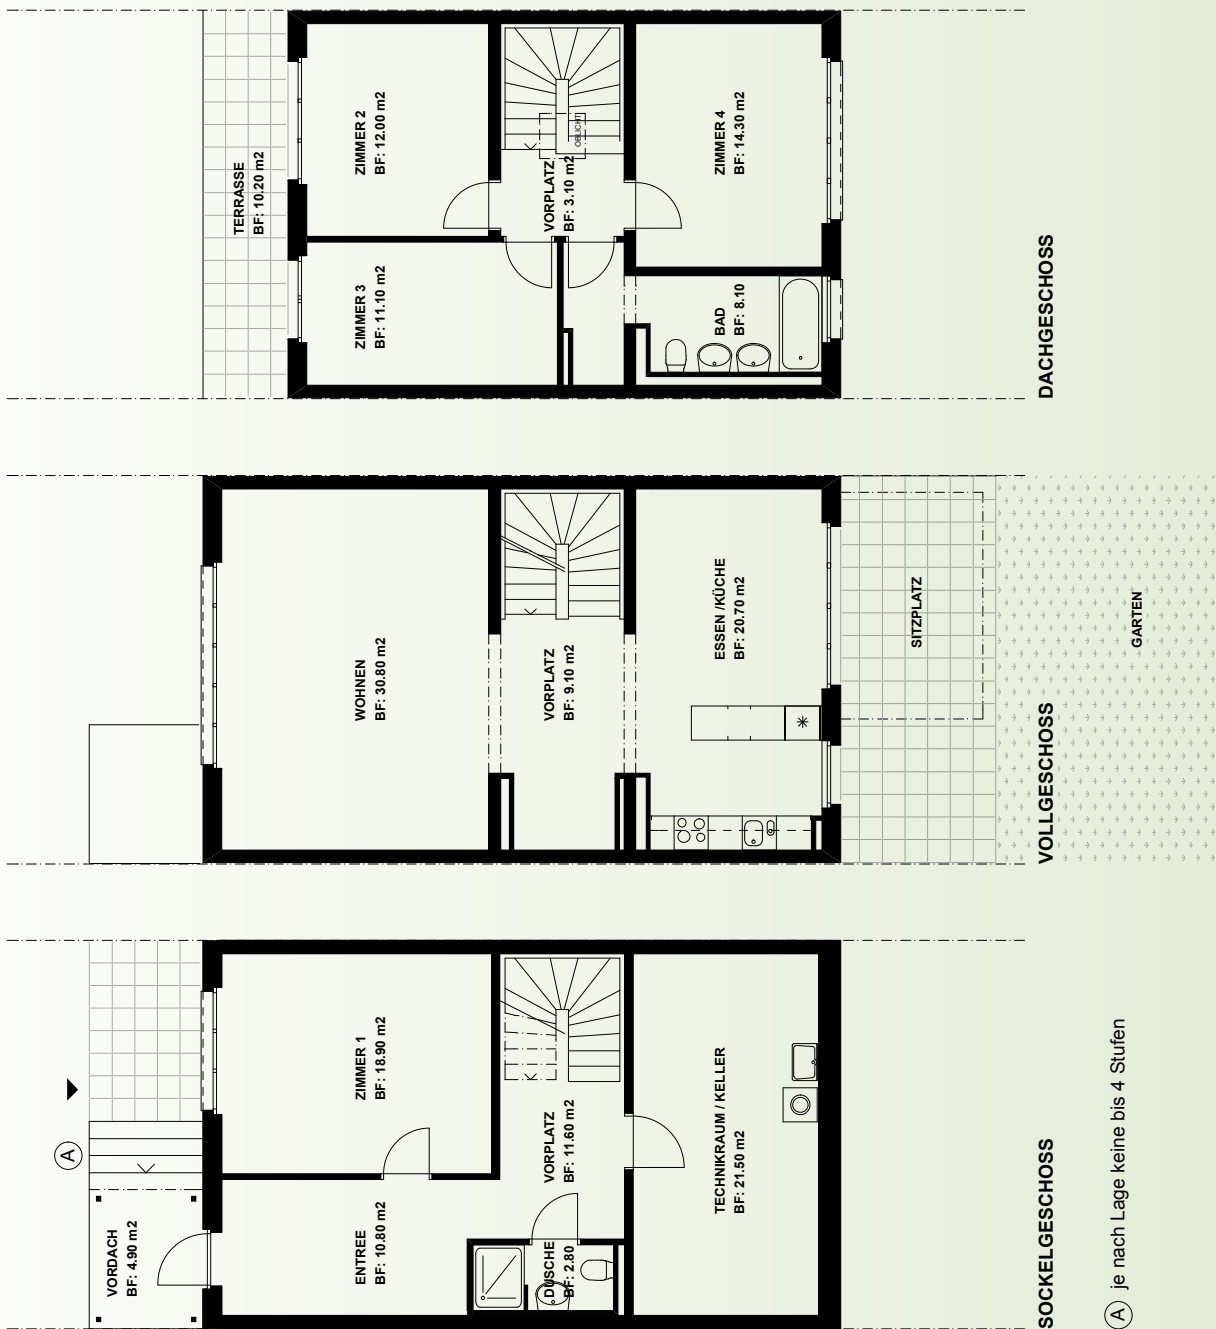 TERRASSE
BF: 10.20 m2
ZIMMER 2
BF: 12.00 m2
ZIMMER 3
BF: 11.10 m2
VORPLATZ
BF: 3.10 m2
OBLICHT
ZIMMER 4
BF: 14.30 m2
BAD
BF: 8.10
DACHGESCHOSS
WOHNEN
BF: 30.80 m2
VORPLATZ
BF: 9.10 m2
ESSEN /KÜCHE
BF: 20.70 m2
SITZPLATZ
GARTEN
VOLLGESCHOSS
A
VORDACH
BF: 4.90 m2
ZIMMER 1
BF: 18.90 m2
ENTREE
BF: 10.80 m2
VORPLATZ
BF: 11.60 m2
DUSCHE
BF: 2.80
TECHNIKRAUM / KELLER
BF: 21.50 m2
SOCKELGESCHOSS
A je nach Lage keine bis 4 Stufen